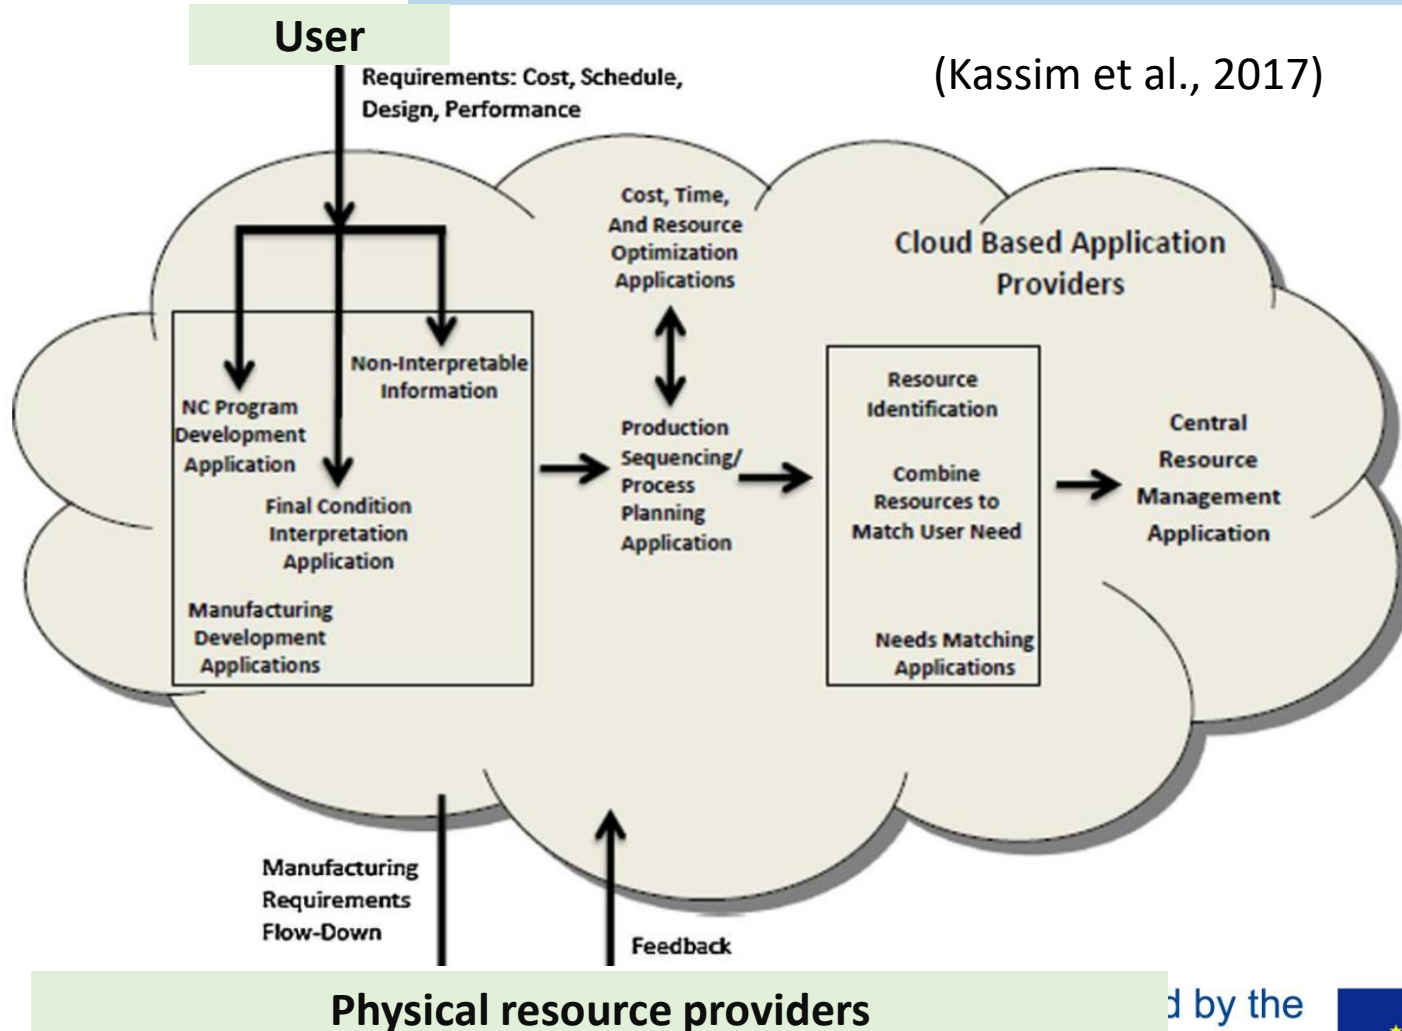 User
(Kassim et al., 2017)
Requirements: Cost, Schedule,
Design, Performance
Cost, Time,
And Resource
Optimization
Applications
Cloud Based Application
Providers
Non-Interpretable
Information
NC Program
Development
Application
Final Condition
Interpretation
Application
Manufacturing
Development
Applications
Production
Sequencing/
Process
Planning
Application
Resource
Identification
Combine
Resources to
Match User Need
Needs Matching
Applications
Central
Resource
Management
Application
Manufacturing
Requirements
Flow-Down
Feedback
Physical resource providers
by the